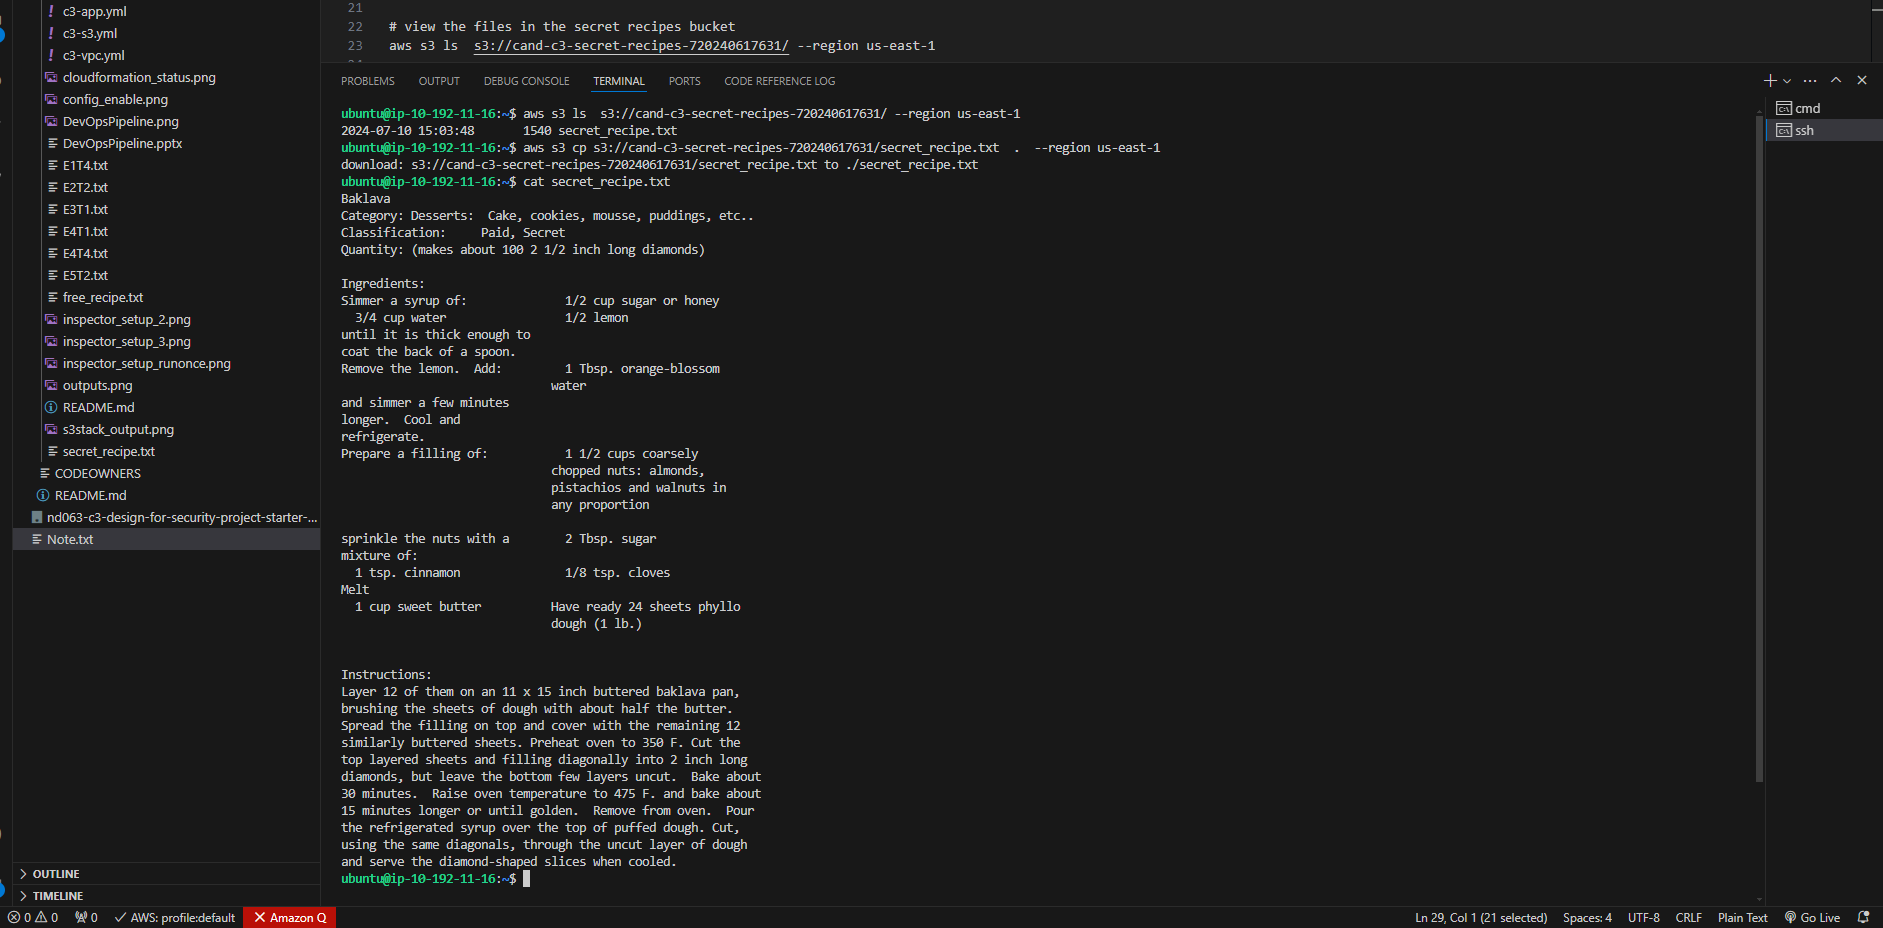 c3-app.yml
c3-s3.yml
c3-vpc.yml
cloudformation_status.png
config_enable.png
DevOpsPipeline.png
DevOpsPipeline.pptx
E1T4.txt
E2T2.txt
E3T1.txt
E4T1.txt
E4T4.txt
E5T2.txt
free_recipe.txt
inspector_setup_2.png
inspector_setup_3.png
inspector_setup_runonce.png
outputs.png
README.md
s3stack_output.png
secret_recipe.txt
CODEOWNERS
README.md
nd063-c3-design-for-security-project-starter-...
Note.txt
OUTLINE
TIMELINE
21
22 # view the files in the secret recipes bucket
23 aws s3 ls  s3://cand-c3-secret-recipes-720240617631/ --region us-east-1
PROBLEMS OUTPUT DEBUG CONSOLE TERMINAL PORTS CODE REFERENCE LOG
cmd
ssh
ubuntu@ip-10-192-11-16:~$ aws s3 ls  s3://cand-c3-secret-recipes-720240617631/ --region us-east-1
2024-07-10 15:03:48       1540 secret_recipe.txt
ubuntu@ip-10-192-11-16:~$ aws s3 cp s3://cand-c3-secret-recipes-720240617631/secret_recipe.txt  .  --region us-east-1
download: s3://cand-c3-secret-recipes-720240617631/secret_recipe.txt to ./secret_recipe.txt
ubuntu@ip-10-192-11-16:~$ cat secret_recipe.txt
Baklava
Category: Desserts:  Cake, cookies, mousse, puddings, etc..
Classification:     Paid, Secret
Quantity: (makes about 100 2 1/2 inch long diamonds)
Ingredients:
Simmer a syrup of:              1/2 cup sugar or honey
  3/4 cup water                 1/2 lemon
until it is thick enough to
coat the back of a spoon.
Remove the lemon.  Add:         1 Tbsp. orange-blossom
                              water
and simmer a few minutes
longer.  Cool and
refrigerate.
Prepare a filling of:           1 1/2 cups coarsely
                              chopped nuts: almonds,
                              pistachios and walnuts in
                              any proportion
sprinkle the nuts with a        2 Tbsp. sugar
mixture of:
  1 tsp. cinnamon               1/8 tsp. cloves
Melt
  1 cup sweet butter          Have ready 24 sheets phyllo
                              dough (1 lb.)
Instructions:
Layer 12 of them on an 11 x 15 inch buttered baklava pan,
brushing the sheets of dough with about half the butter.
Spread the filling on top and cover with the remaining 12
similarly buttered sheets. Preheat oven to 350 F. Cut the
top layered sheets and filling diagonally into 2 inch long
diamonds, but leave the bottom few layers uncut.  Bake about
30 minutes.  Raise oven temperature to 475 F. and bake about
15 minutes longer or until golden.  Remove from oven.  Pour
the refrigerated syrup over the top of puffed dough. Cut,
using the same diagonals, through the uncut layer of dough
and serve the diamond-shaped slices when cooled.
ubuntu@ip-10-192-11-16:~$
0 0 0 AWS: profile:default Amazon Q Ln 29, Col 1 (21 selected) Spaces: 4 UTF-8 CRLF Plain Text Go Live